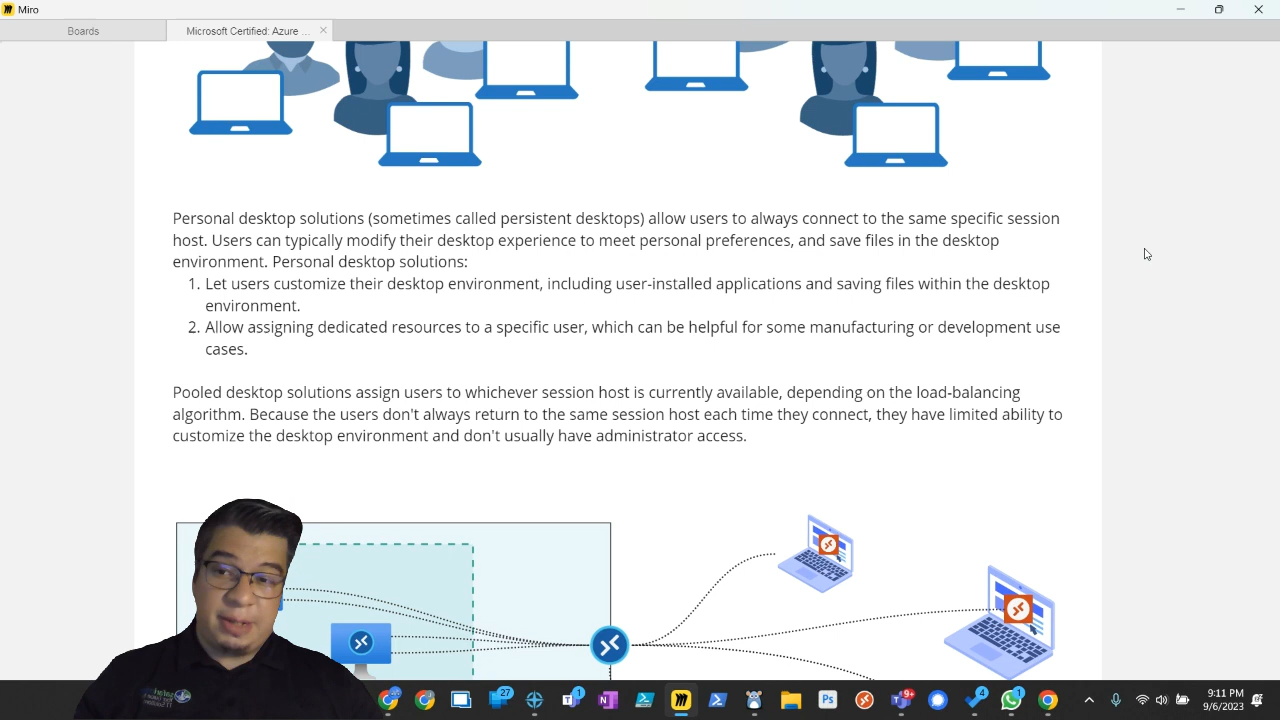 Miro
Boards
Microsoft Certified: Azure ...
Personal desktop solutions (sometimes called persistent desktops) allow users to always connect to the same specific session
host. Users can typically modify their desktop experience to meet personal preferences, and save files in the desktop
environment. Personal desktop solutions:
1. Let users customize their desktop environment, including user-installed applications and saving files within the desktop
environment.
2. Allow assigning dedicated resources to a specific user, which can be helpful for some manufacturing or development use
cases.
Pooled desktop solutions assign users to whichever session host is currently available, depending on the load-balancing
algorithm. Because the users don't always return to the same session host each time they connect, they have limited ability to
customize the desktop environment and don't usually have administrator access.
27
1
N
Ps
9+
4
1
9:11 PM
9/6/2023